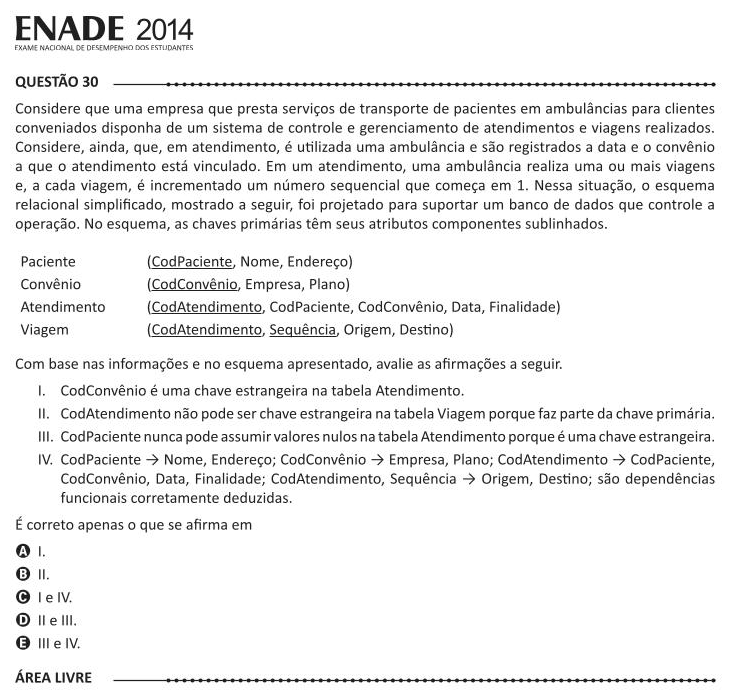 ENADE 2014
EXAME NACIONAL DE DESEMPENHO DOS ESTUDANTES
QUESTÃO 30
Considere que uma empresa que presta serviços de transporte de pacientes em ambulâncias para clientes
conveniados disponha de um sistema de controle e gerenciamento de atendimentos e viagens realizados.
Considere, ainda, que, em atendimento, é utilizada uma ambulância e são registrados a data e o convênio
a que o atendimento está vinculado. Em um atendimento, uma ambulância realiza uma ou mais viagens
e, a cada viagem, é incrementado um número sequencial que começa em 1. Nessa situação, o esquema
relacional simplificado, mostrado a seguir, foi projetado para suportar um banco de dados que controle a
operação. No esquema, as chaves primárias têm seus atributos componentes sublinhados.
Paciente (CodPaciente, Nome, Endereço)
Convênio (CodConvênio, Empresa, Plano)
Atendimento (CodAtendimento, CodPaciente, CodConvênio, Data, Finalidade)
Viagem (CodAtendimento, Sequência, Origem, Destino)
Com base nas informações e no esquema apresentado, avalie as afirmações a seguir.
I. CodConvênio é uma chave estrangeira na tabela Atendimento.
II. CodAtendimento não pode ser chave estrangeira na tabela Viagem porque faz parte da chave primária.
III. CodPaciente nunca pode assumir valores nulos na tabela Atendimento porque é uma chave estrangeira.
IV. CodPaciente → Nome, Endereço; CodConvênio → Empresa, Plano; CodAtendimento → CodPaciente,
CodConvênio, Data, Finalidade; CodAtendimento, Sequência → Origem, Destino; são dependências
funcionais corretamente deduzidas.
É correto apenas o que se afirma em
A I.
B II.
C I e IV.
D II e III.
E III e IV.
ÁREA LIVRE